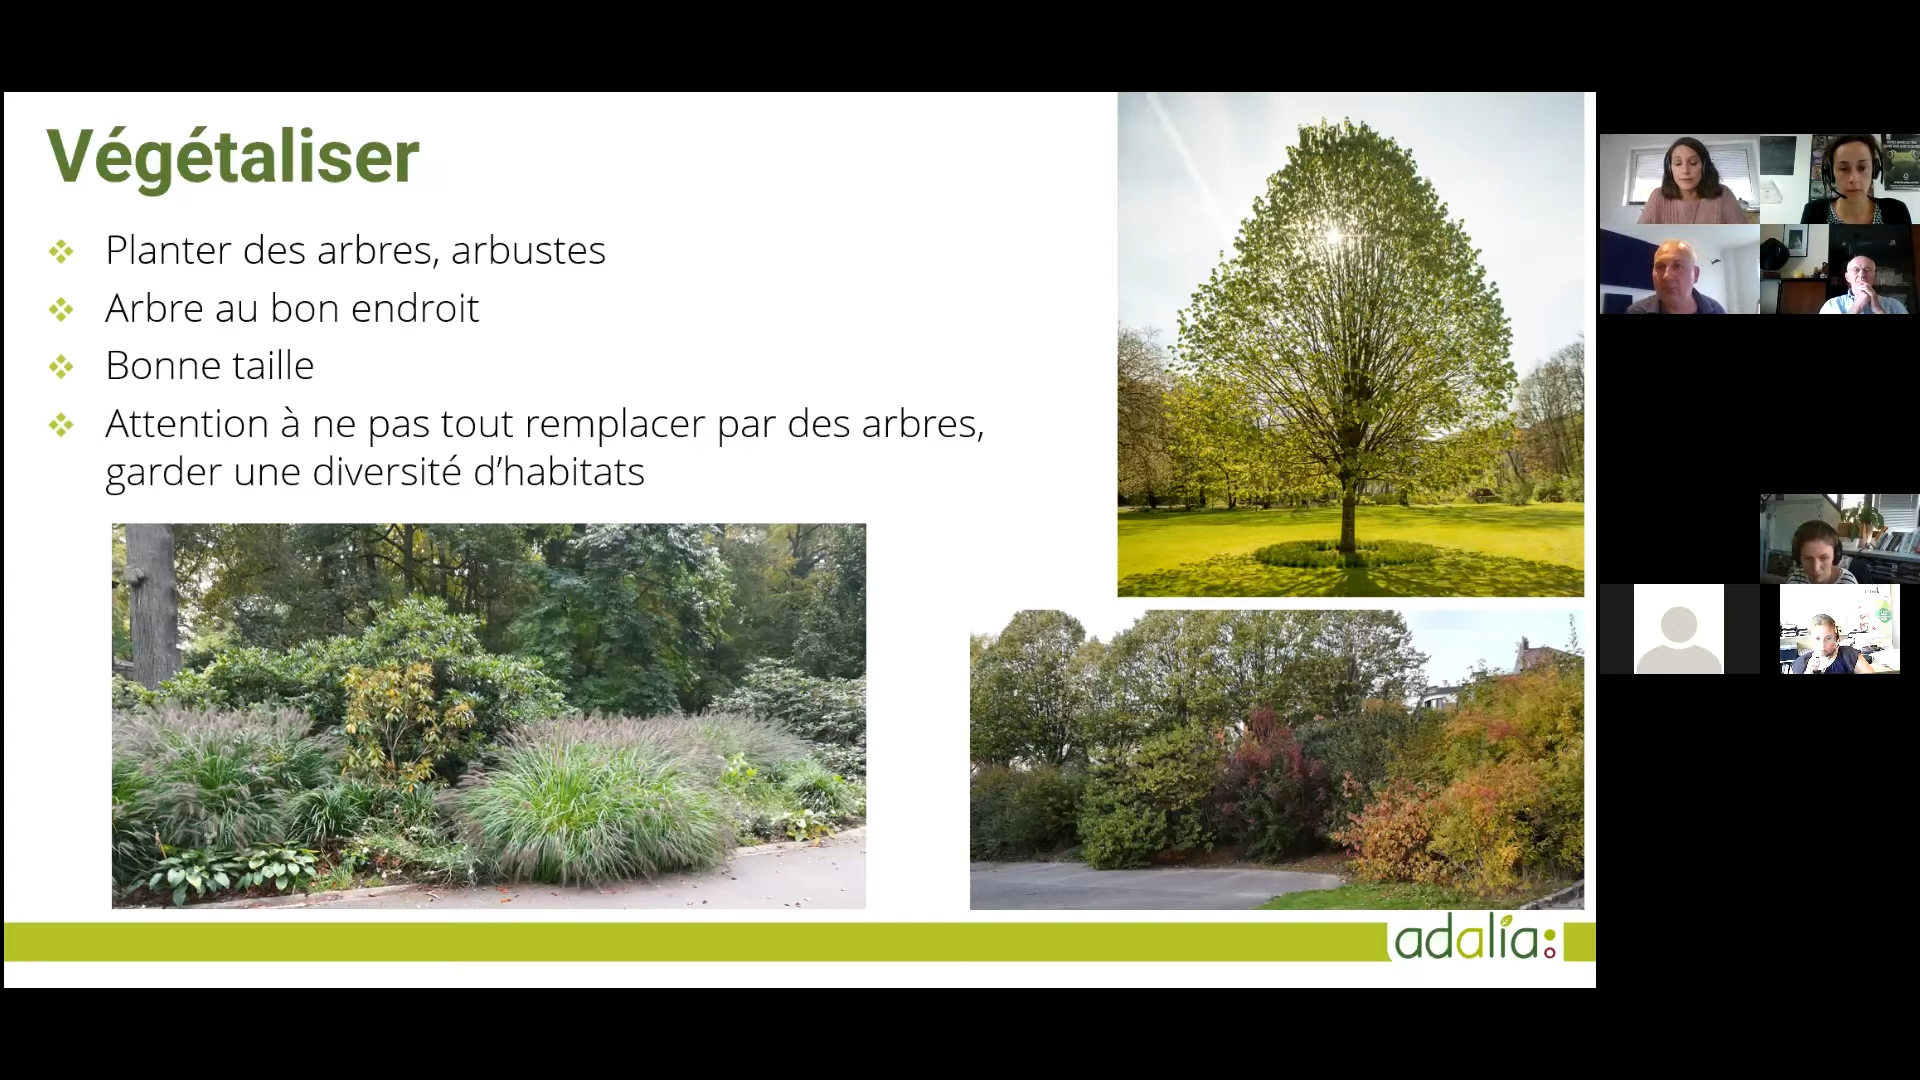 Végétaliser
Planter des arbres, arbustes
Arbre au bon endroit
Bonne taille
Attention à ne pas tout remplacer par des arbres,
garder une diversité d’habitats
adalia